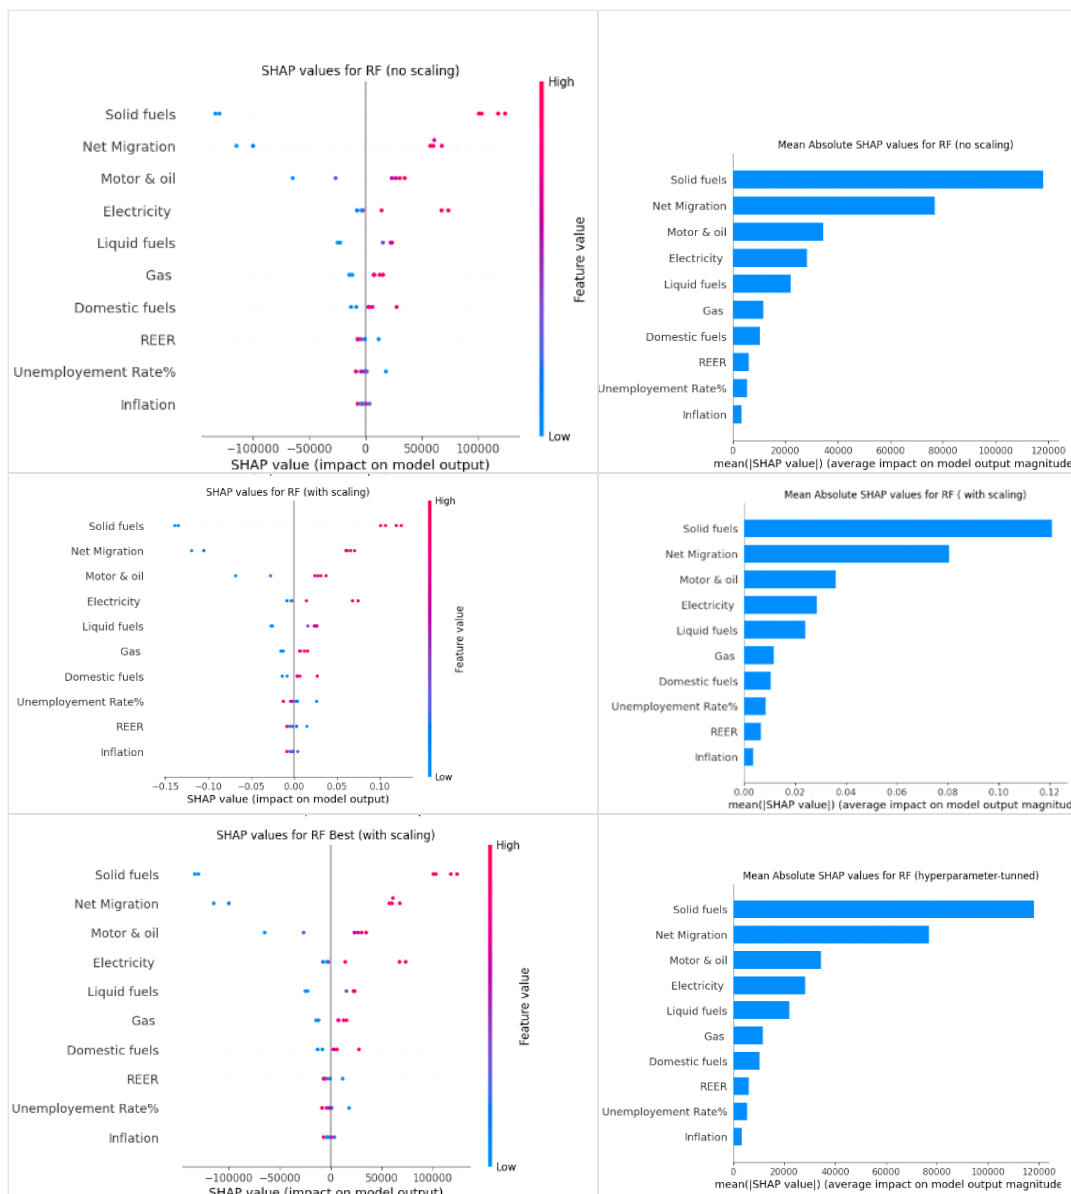 SHAP values for RF (no scaling)
High
Solid fuels
Net Migration
Motor & oil
Electricity
Liquid fuels
Gas
Domestic fuels
REER
Unemployement Rate%
Inflation
Feature value
Low
−100000 −50000 0 50000 100000
SHAP value (impact on model output)
Mean Absolute SHAP values for RF (no scaling)
Solid fuels
Net Migration
Motor & oil
Electricity
Liquid fuels
Gas
Domestic fuels
REER
Unemployement Rate%
Inflation
0 20000 40000 60000 80000 100000 120000
mean(|SHAP value|) (average impact on model output magnitude
SHAP values for RF (with scaling)
High
Solid fuels
Net Migration
Motor & oil
Electricity
Liquid fuels
Gas
Domestic fuels
Unemployement Rate%
REER
Inflation
Feature value
Low
−0.15 −0.10 −0.05 0.00 0.05 0.10
SHAP value (impact on model output)
Mean Absolute SHAP values for RF ( with scaling)
Solid fuels
Net Migration
Motor & oil
Electricity
Liquid fuels
Gas
Domestic fuels
Unemployement Rate%
REER
Inflation
0.00 0.02 0.04 0.06 0.08 0.10 0.12
mean(|SHAP value|) (average impact on model output magnitud
SHAP values for RF Best (with scaling)
High
Solid fuels
Net Migration
Motor & oil
Electricity
Liquid fuels
Gas
Domestic fuels
REER
Unemployement Rate%
Inflation
Feature value
Low
−100000 −50000 0 50000 100000
SHAP value (impact on model output)
Mean Absolute SHAP values for RF (hyperparameter-tunned)
Solid fuels
Net Migration
Motor & oil
Electricity
Liquid fuels
Gas
Domestic fuels
REER
Unemployement Rate%
Inflation
0 20000 40000 60000 80000 100000 120000
mean(|SHAP value|) (average impact on model output magnitude